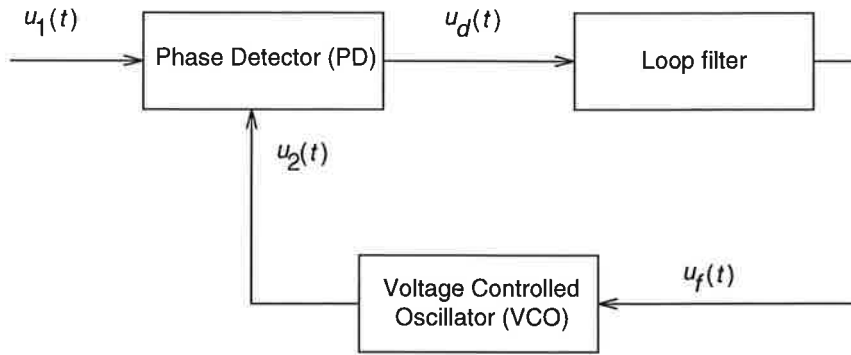 u1(t)
ud(t)
Phase Detector (PD)
Loop filter
u2(t)
uf(t)
Voltage Controlled
Oscillator (VCO)